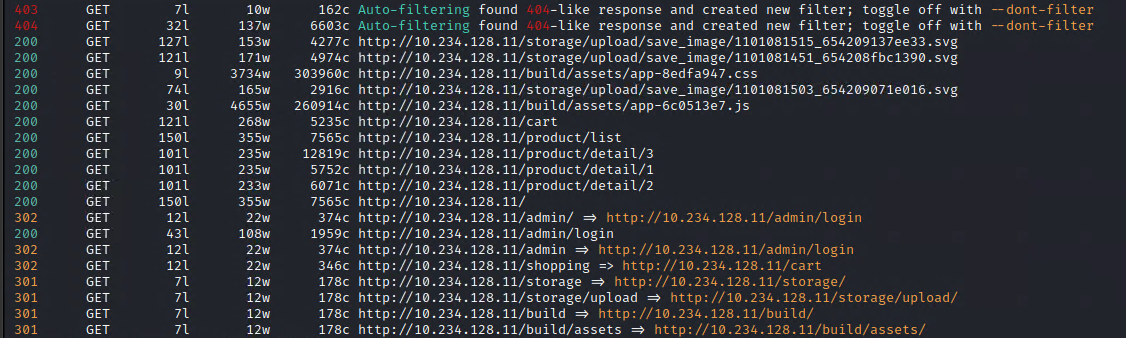 403 GET 7l 10w 162c Auto-filtering found 404-like response and created new filter; toggle off with --dont-filter
404 GET 32l 137w 6603c Auto-filtering found 404-like response and created new filter; toggle off with --dont-filter
200 GET 127l 153w 4277c http://10.234.128.11/storage/upload/save_image/1101081515_654209137ee33.svg
200 GET 121l 171w 4974c http://10.234.128.11/storage/upload/save_image/1101081451_654208fbc1390.svg
200 GET 9l 3734w 303960c http://10.234.128.11/build/assets/app-8edfa947.css
200 GET 74l 165w 2916c http://10.234.128.11/storage/upload/save_image/1101081503_654209071e016.svg
200 GET 30l 4655w 260914c http://10.234.128.11/build/assets/app-6c0513e7.js
200 GET 121l 268w 5235c http://10.234.128.11/cart
200 GET 150l 355w 7565c http://10.234.128.11/product/list
200 GET 101l 235w 12819c http://10.234.128.11/product/detail/3
200 GET 101l 235w 5752c http://10.234.128.11/product/detail/1
200 GET 101l 233w 6071c http://10.234.128.11/product/detail/2
200 GET 150l 355w 7565c http://10.234.128.11/
302 GET 12l 22w 374c http://10.234.128.11/admin/ => http://10.234.128.11/admin/login
200 GET 43l 108w 1959c http://10.234.128.11/admin/login
302 GET 12l 22w 374c http://10.234.128.11/admin => http://10.234.128.11/admin/login
302 GET 12l 22w 346c http://10.234.128.11/shopping => http://10.234.128.11/cart
301 GET 7l 12w 178c http://10.234.128.11/storage => http://10.234.128.11/storage/
301 GET 7l 12w 178c http://10.234.128.11/storage/upload => http://10.234.128.11/storage/upload/
301 GET 7l 12w 178c http://10.234.128.11/build => http://10.234.128.11/build/
301 GET 7l 12w 178c http://10.234.128.11/build/assets => http://10.234.128.11/build/assets/